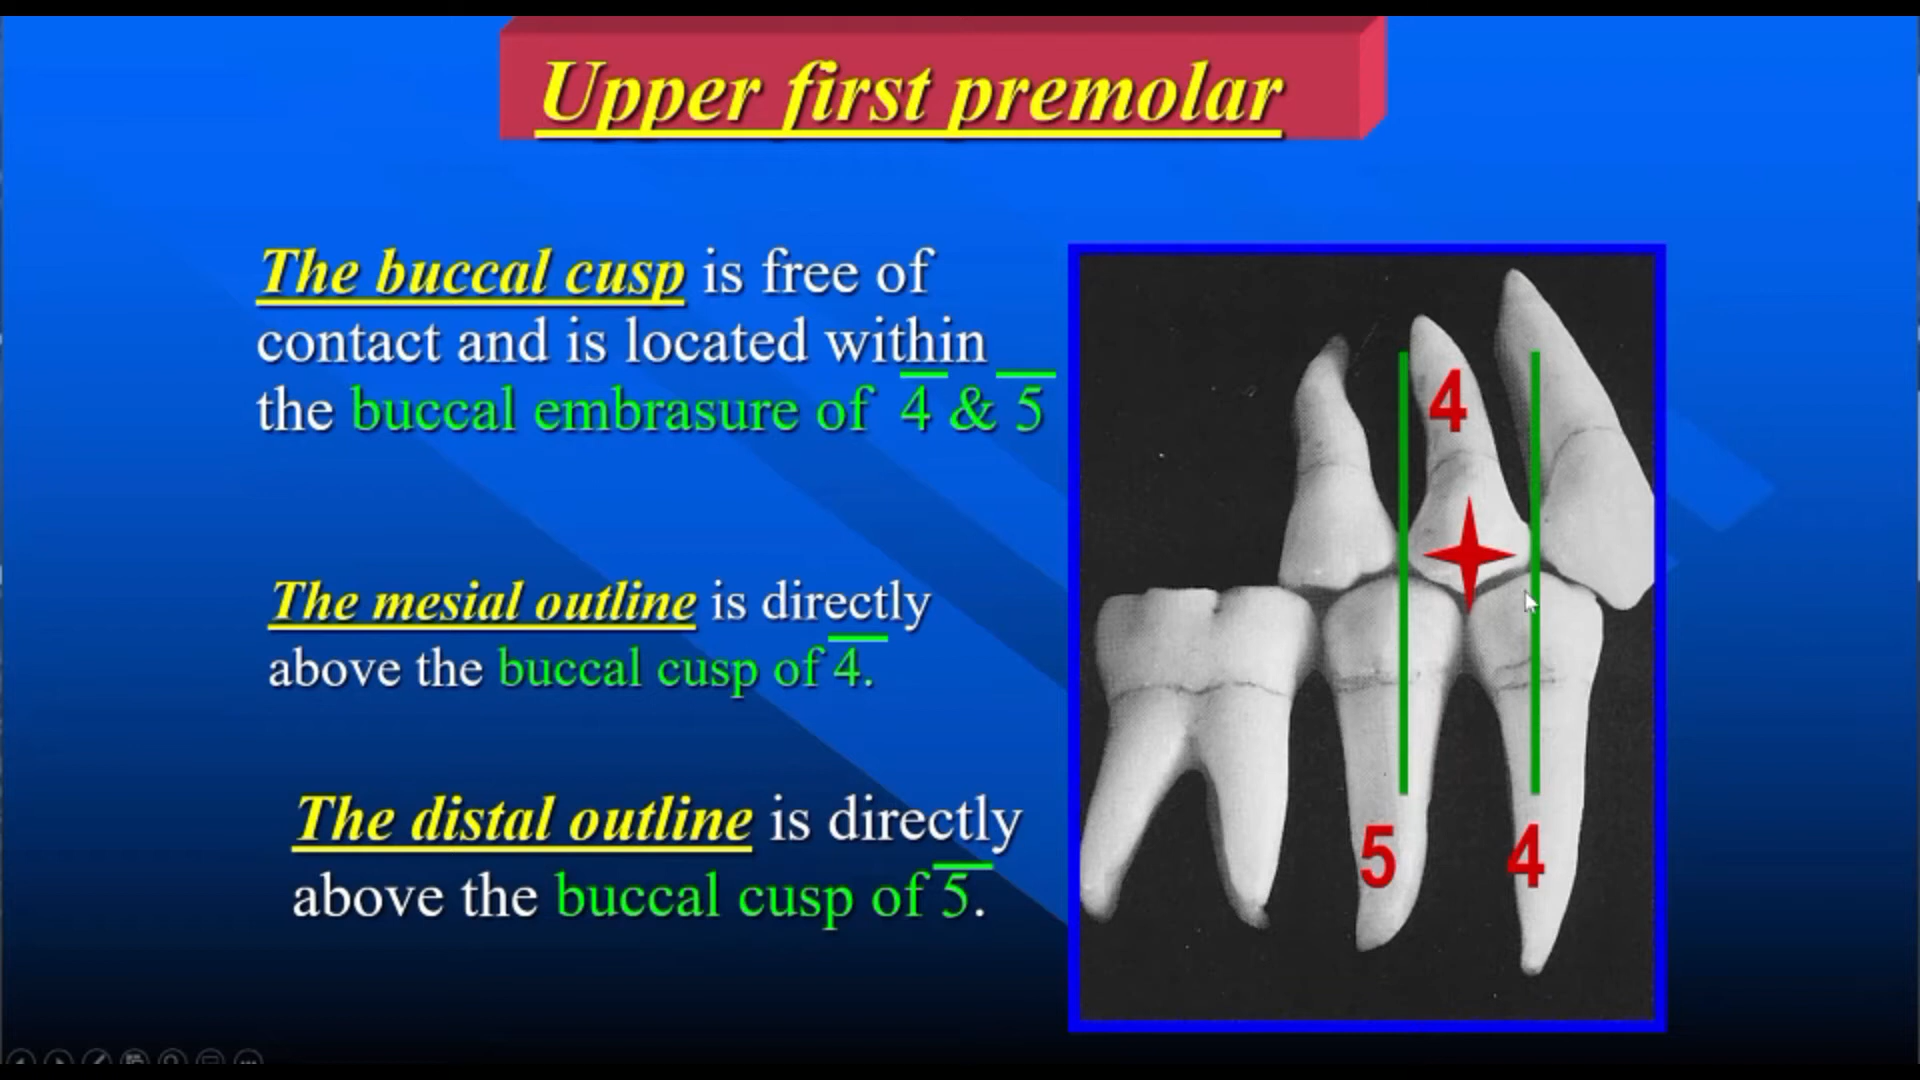 Upper first premolar
The buccal cusp is free of
contact and is located within
the buccal embrasure of 4̅ & 5̅
The mesial outline is directly
above the buccal cusp of 4̅.
The distal outline is directly
above the buccal cusp of 5̅.
4
5 4